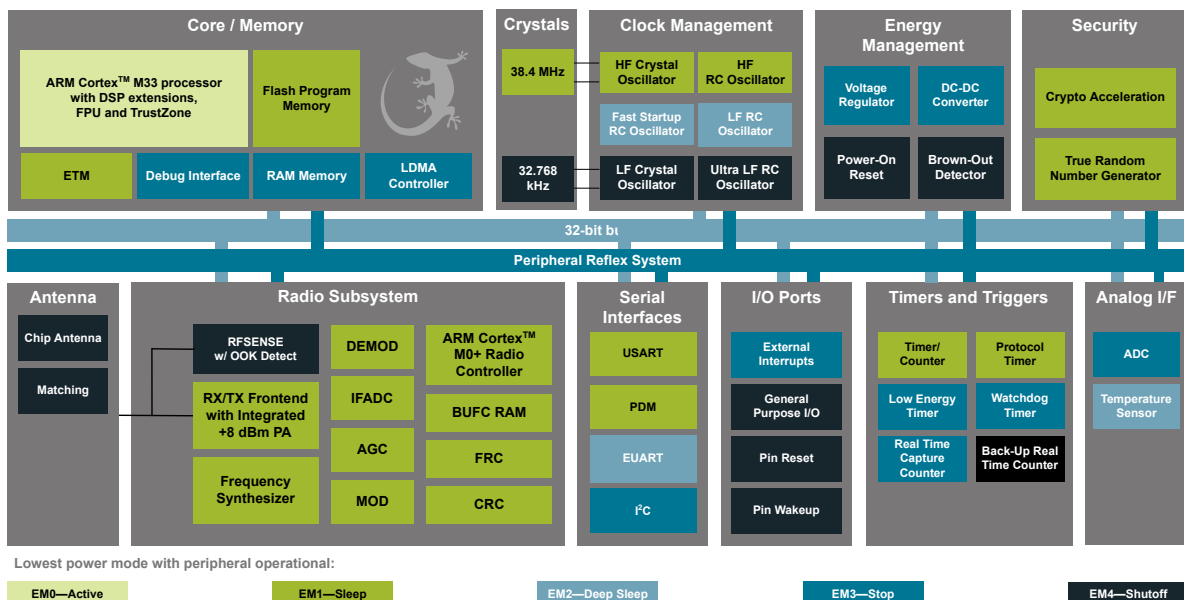 Core / Memory
ARM Cortex™ M33 processor
with DSP extensions,
FPU and TrustZone
Flash Program
Memory
ETM
Debug Interface
RAM Memory
LDMA
Controller
Crystals
38.4 MHz
32.768
kHz
Clock Management
HF Crystal
Oscillator
HF
RC Oscillator
Fast Startup
RC Oscillator
LF RC
Oscillator
LF Crystal
Oscillator
Ultra LF RC
Oscillator
Energy
Management
Voltage
Regulator
DC-DC
Converter
Power-On
Reset
Brown-Out
Detector
Security
Crypto Acceleration
True Random
Number Generator
32-bit
Peripheral Reflex System
Antenna
Chip Antenna
Matching
Radio Subsystem
RFSENSE
w/ OOK Detect
RX/TX Frontend
with Integrated
+8 dBm PA
Frequency
Synthesizer
DEMOD
IFADC
AGC
MOD
ARM Cortex™
M0+ Radio
Controller
BUFC RAM
FRC
CRC
Serial
Interfaces
USART
PDM
EUART
I²C
I/O Ports
External
Interrupts
General
Purpose I/O
Pin Reset
Pin Wakeup
Timers and Triggers
Timer/
Counter
Protocol
Timer
Low Energy
Timer
Watchdog
Timer
Real Time
Capture
Counter
Back-Up Real
Time Counter
Analog I/F
ADC
Temperature
Sensor
Lowest power mode with peripheral operational:
EM0—Active
EM1—Sleep
EM2—Deep Sleep
EM3—Stop
EM4—Shutoff